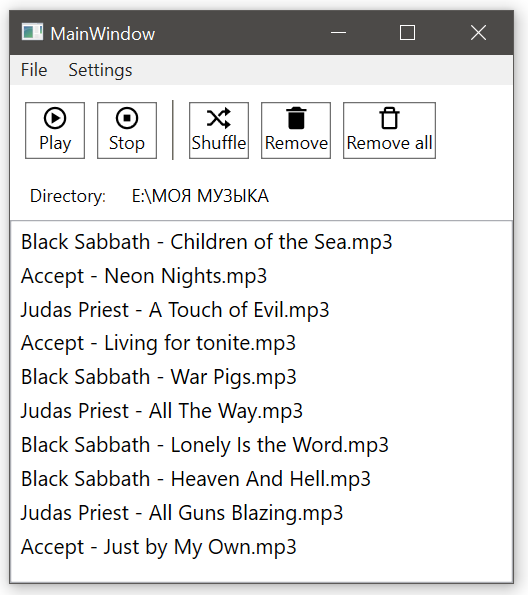 MainWindow
File Settings
Play Stop Shuffle Remove Remove all
Directory: E:\МОЯ МУЗЫКА
Black Sabbath - Children of the Sea.mp3
Accept - Neon Nights.mp3
Judas Priest - A Touch of Evil.mp3
Accept - Living for tonite.mp3
Black Sabbath - War Pigs.mp3
Judas Priest - All The Way.mp3
Black Sabbath - Lonely Is the Word.mp3
Black Sabbath - Heaven And Hell.mp3
Judas Priest - All Guns Blazing.mp3
Accept - Just by My Own.mp3